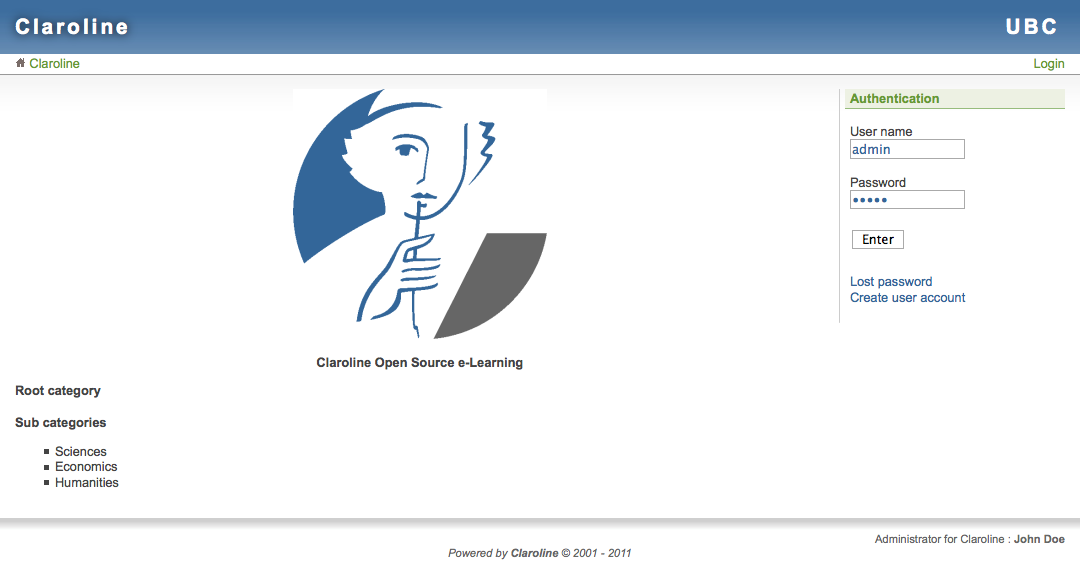 Claroline
UBC
Claroline
Login
Authentication
User name
admin
Password
•••••
Enter
Lost password
Create user account
Claroline Open Source e-Learning
Root category
Sub categories
Sciences
Economics
Humanities
Administrator for Claroline : John Doe
Powered by Claroline © 2001 - 2011